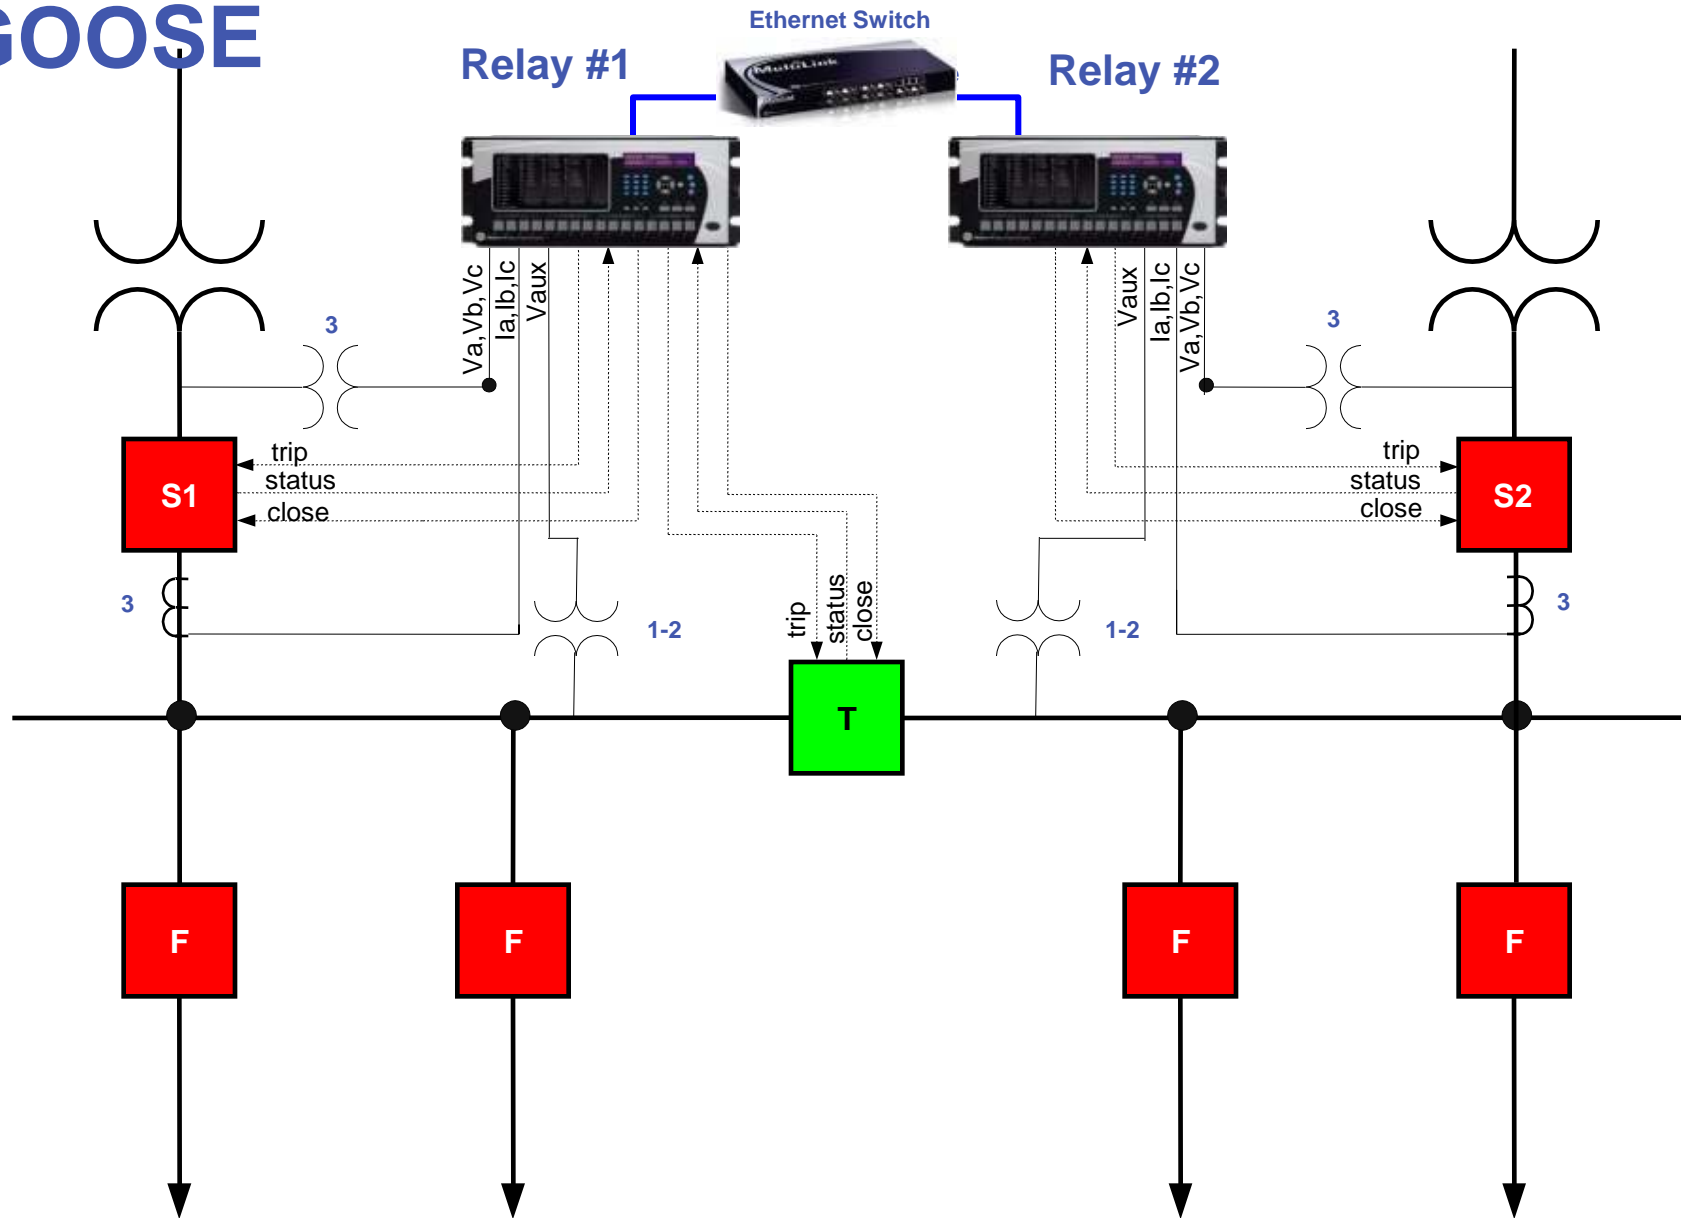 GOOSE
Ethernet Switch
Relay #1
MultiLink
Relay #2
Va,Vb,Vc
Ia,Ib,Ic
Vaux
Vaux
Ia,Ib,Ic
Va,Vb,Vc
3
3
trip
status
close
trip
status
close
S1
S2
3
3
1-2
trip
status
close
1-2
T
F
F
F
F